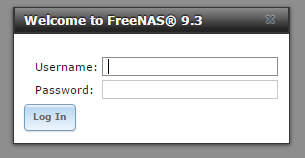 Welcome to FreeNAS® 9.3
Username:
Password:
Log In